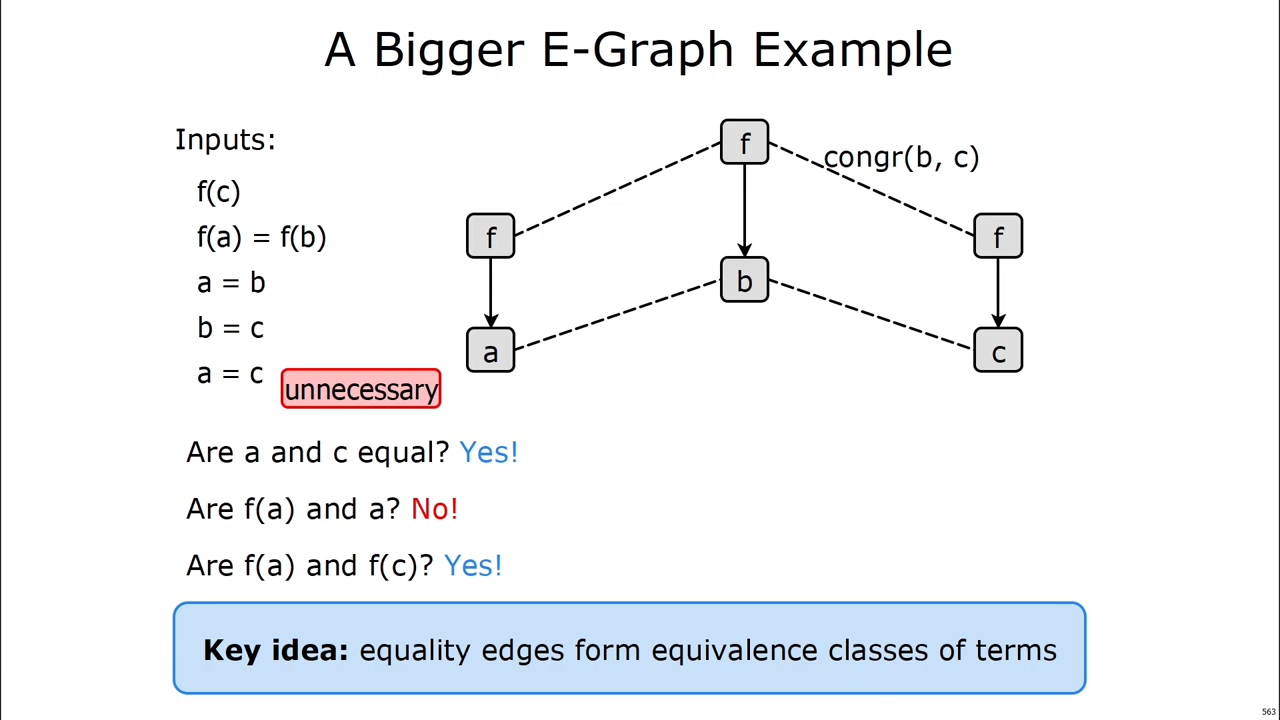 A Bigger E-Graph Example
Inputs:
f(c)
f(a) = f(b)
a = b
b = c
a = c
unnecessary
f
congr(b, c)
f
f
b
a
c
Are a and c equal? Yes!
Are f(a) and a? No!
Are f(a) and f(c)? Yes!
Key idea: equality edges form equivalence classes of terms
563